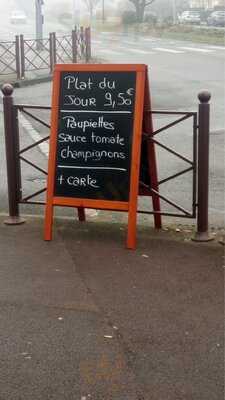 Plat du
Jour 9,50€
Paupiettes
sauce tomate
champignons
+ carte